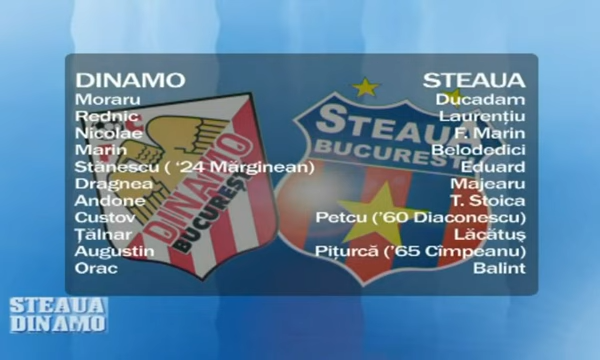 DINAMO
Moraru
Rednic
Nicolae
Marin
Stănescu ( ‘24 Mărginean)
Dragnea
Andone
Custov
Țălnar
Augustin
Orac
STEAUA
Ducadam
Laurențiu
F. Marin
Belodedici
Eduard
Majearu
T. Stoica
Petcu (’60 Diaconescu)
Lăcătuș
Pițurcă (’65 Cîmpeanu)
Balint
DINAMO
BUCUREȘTI
STEAUA
BUCUREȘTI
STEAUA
DINAMO